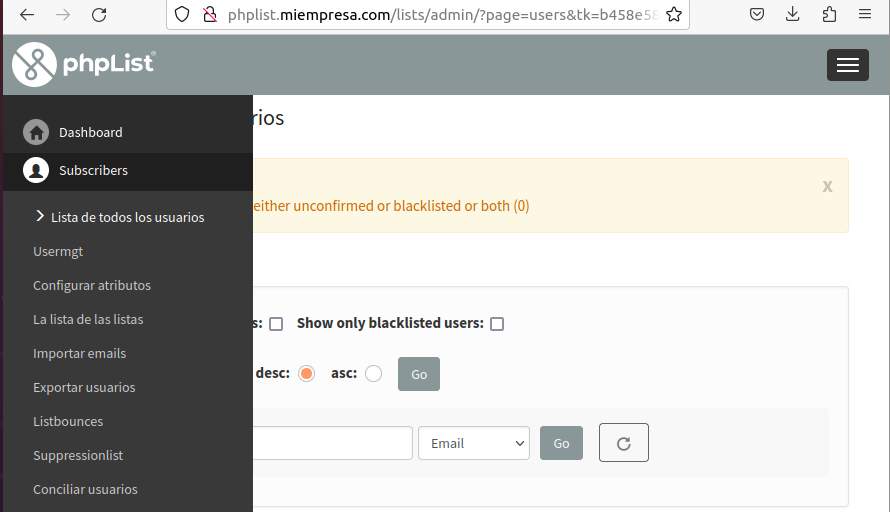 phplist.miempresa.com/lists/admin/?page=users&tk=b458e58
phpList
Dashboard
Subscribers
Lista de todos los usuarios
Usermgt
Configurar atributos
La lista de las listas
Importar emails
Exportar usuarios
Listbounces
Suppressionlist
Conciliar usuarios
rios
x
either unconfirmed or blacklisted or both (0)
s: Show only blacklisted users:
desc: asc: Go
Email Go